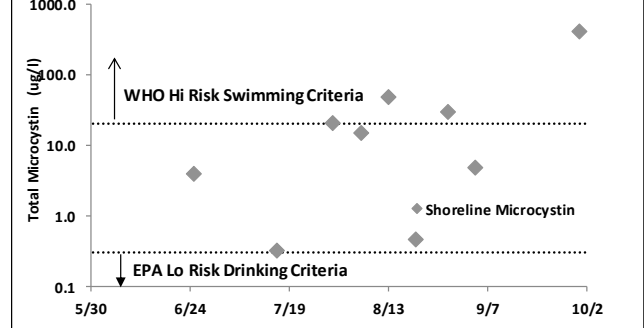 1000.0
100.0
10.0
1.0
0.1
Total Microcystin (ug/l)
WHO Hi Risk Swimming Criteria
Shoreline Microcystin
EPA Lo Risk Drinking Criteria
5/30 6/24 7/19 8/13 9/7 10/2